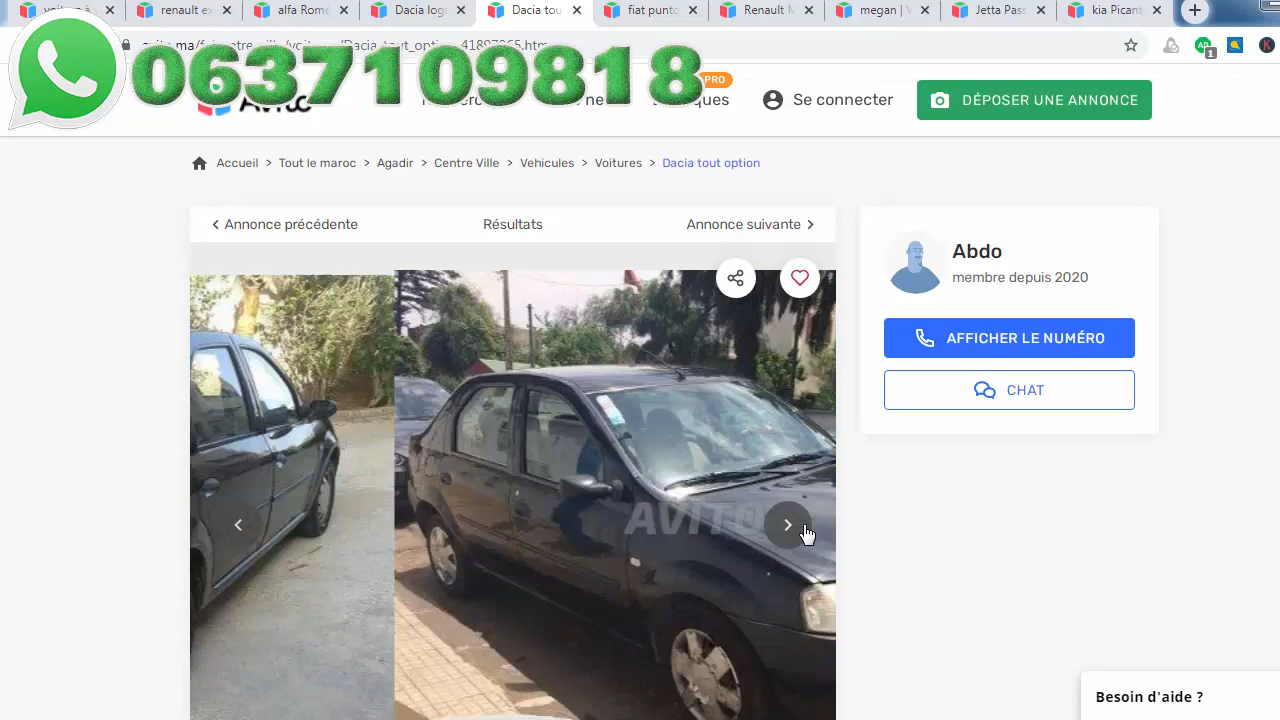 renault ex
alfa Romé
Dacia log
Dacia tou
fiat punto
Renault M
megan | V
Jetta Pass
kia Picant
0637109818
PRO
Se connecter
DÉPOSER UNE ANNONCE
Accueil > Tout le maroc > Agadir > Centre Ville > Vehicules > Voitures > Dacia tout option
Annonce précédente
Résultats
Annonce suivante
Abdo
membre depuis 2020
AFFICHER LE NUMÉRO
CHAT
AVITO
Besoin d'aide ?